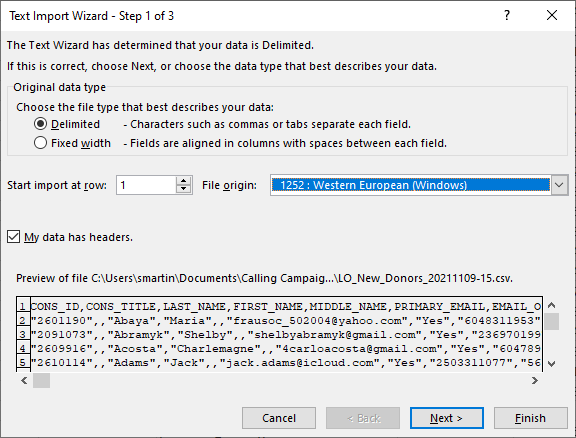 Text Import Wizard - Step 1 of 3
The Text Wizard has determined that your data is Delimited.
If this is correct, choose Next, or choose the data type that best describes your data.
Original data type
Choose the file type that best describes your data:
Delimited - Characters such as commas or tabs separate each field.
Fixed width - Fields are aligned in columns with spaces between each field.
Start import at row: 1 File origin: 1252 : Western European (Windows)
My data has headers.
Preview of file C:\Users\smartin\Documents\Calling Campaig...\LO_New_Donors_20211109-15.csv.
1 CONS_ID,CONS_TITLE,LAST_NAME,FIRST_NAME,MIDDLE_NAME,PRIMARY_EMAIL,EMAIL_O
2 "2601190",,"Abaya","Maria",,"frausoc_502004@yahoo.com","Yes","6048311953"
3 "2091073",,"Abramyk","Shelby",,"shelbyabramyk@gmail.com","Yes","236970199
4 "2609916",,"Acosta","Charlemagne",,"4carloacosta@gmail.com","Yes","604789
5 "2610114",,"Adams","Jack",,"jack.adams@icloud.com","Yes","2503311077","56
Cancel < Back Next > Finish